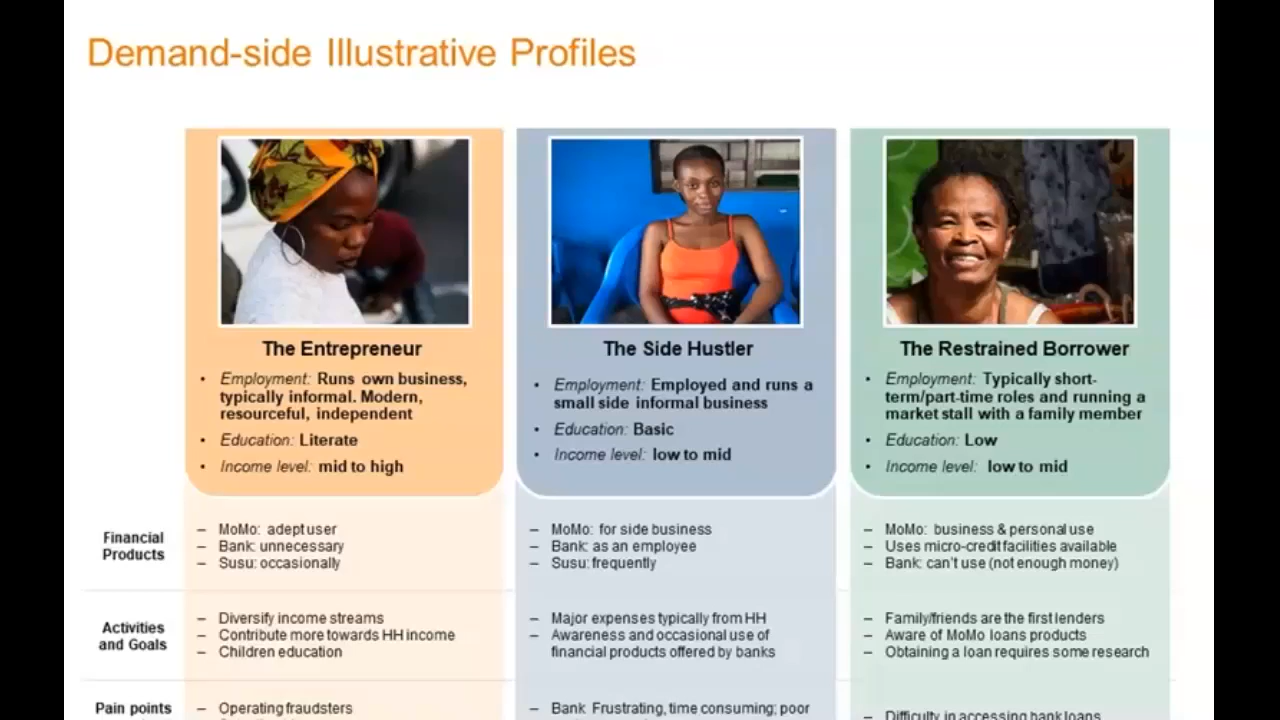 Demand-side Illustrative Profiles
The Entrepreneur
• Employment: Runs own business,
typically informal. Modern,
resourceful, independent
• Education: Literate
• Income level: mid to high
The Side Hustler
• Employment: Employed and runs a
small side informal business
• Education: Basic
• Income level: low to mid
The Restrained Borrower
• Employment: Typically short-
term/part-time roles and running a
market stall with a family member
• Education: Low
• Income level: low to mid
Financial
Products
– MoMo: adept user
– Bank: unnecessary
– Susu: occasionally
– MoMo: for side business
– Bank: as an employee
– Susu: frequently
– MoMo: business & personal use
– Uses micro-credit facilities available
– Bank: can't use (not enough money)
Activities
and Goals
– Diversify income streams
– Contribute more towards HH income
– Children education
– Major expenses typically from HH
– Awareness and occasional use of
financial products offered by banks
– Family/friends are the first lenders
– Aware of MoMo loans products
– Obtaining a loan requires some research
Pain points
– Operating fraudsters
– Bank Frustrating, time consuming; poor
– Difficulty in accessing bank loans